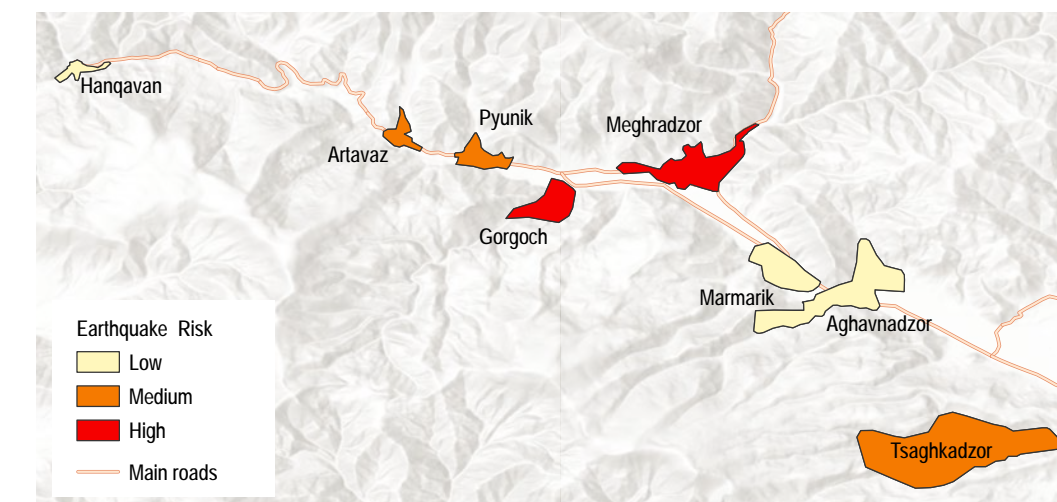 Hanqavan
Pyunik
Meghradzor
Artavaz
Gorgoch
Marmarik
Aghavnadzor
Tsaghkadzor
Earthquake Risk
Low
Medium
High
Main roads